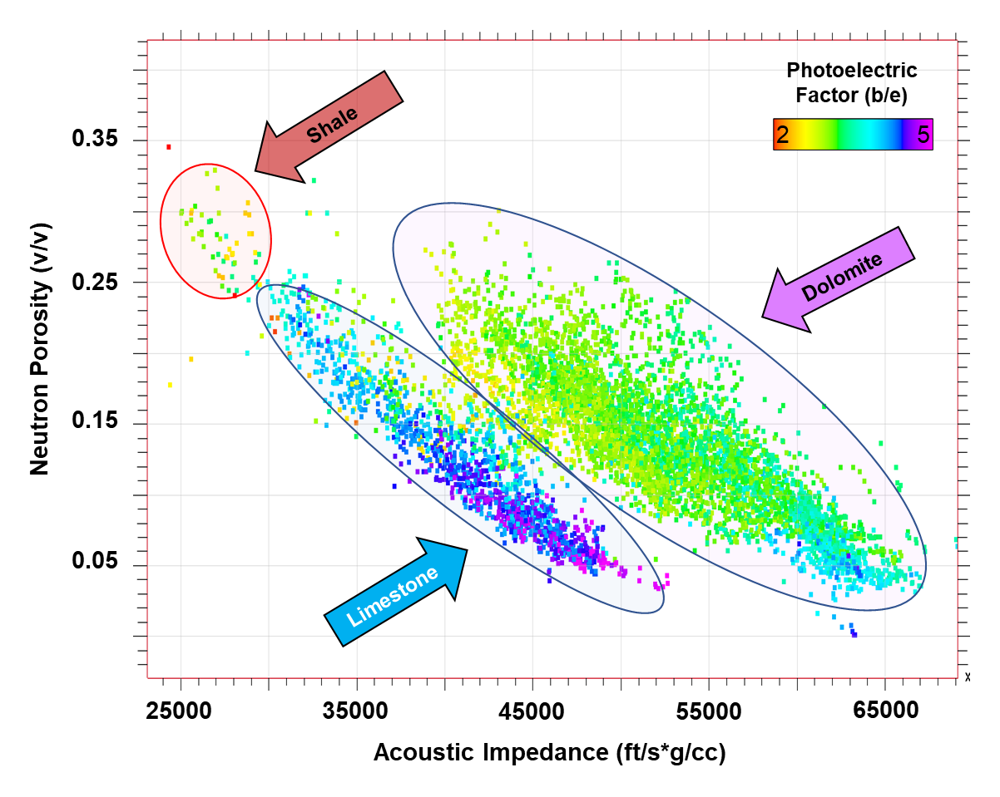 Photoelectric
Factor (b/e)
2 5
Shale
Dolomite
Limestone
0.35
0.25
0.15
0.05
Neutron Porosity (v/v)
25000 35000 45000 55000 65000
Acoustic Impedance (ft/s*g/cc)
x